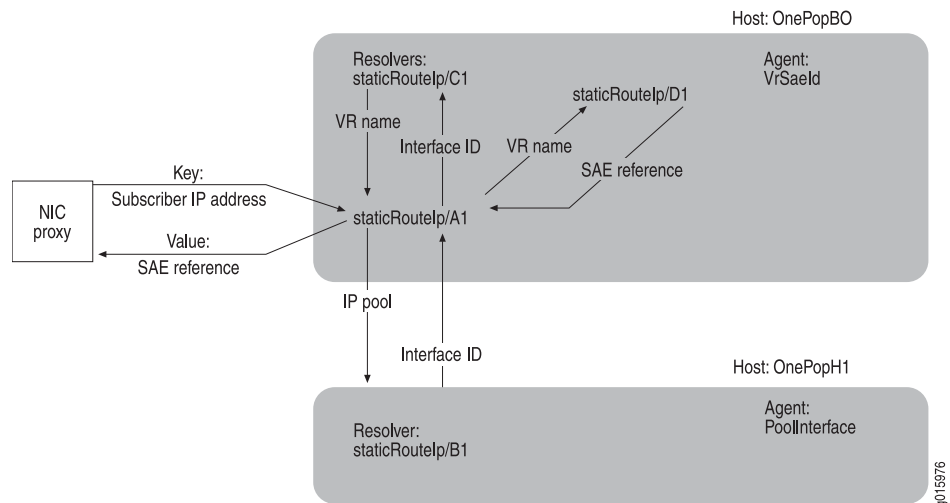 Host: OnePopBO
Resolvers:
staticRouteIp/C1
Agent:
VrSaeId
staticRouteIp/D1
VR name
Interface ID
VR name
SAE reference
Key:
Subscriber IP address
NIC
proxy
staticRouteIp/A1
Value:
SAE reference
IP pool
Interface ID
Host: OnePopH1
Agent:
PoolInterface
Resolver:
staticRouteIp/B1
g015976